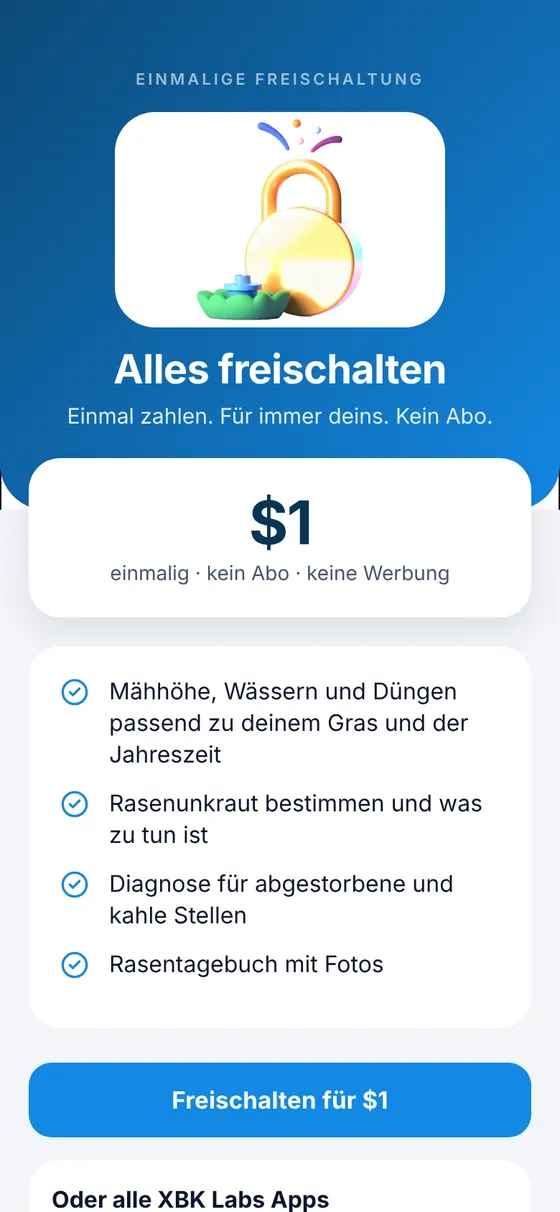 EINMALIGE FREISCHALTUNG
Alles freischalten
Einmal zahlen. Für immer deins. Kein Abo.
$1
einmalig · kein Abo · keine Werbung
Mähhöhe, Wässern und Düngen
passend zu deinem Gras und der
Jahreszeit
Rasenunkraut bestimmen und was
zu tun ist
Diagnose für abgestorbene und
kahle Stellen
Rasentagebuch mit Fotos
Freischalten für $1
Oder alle XBK Labs Apps